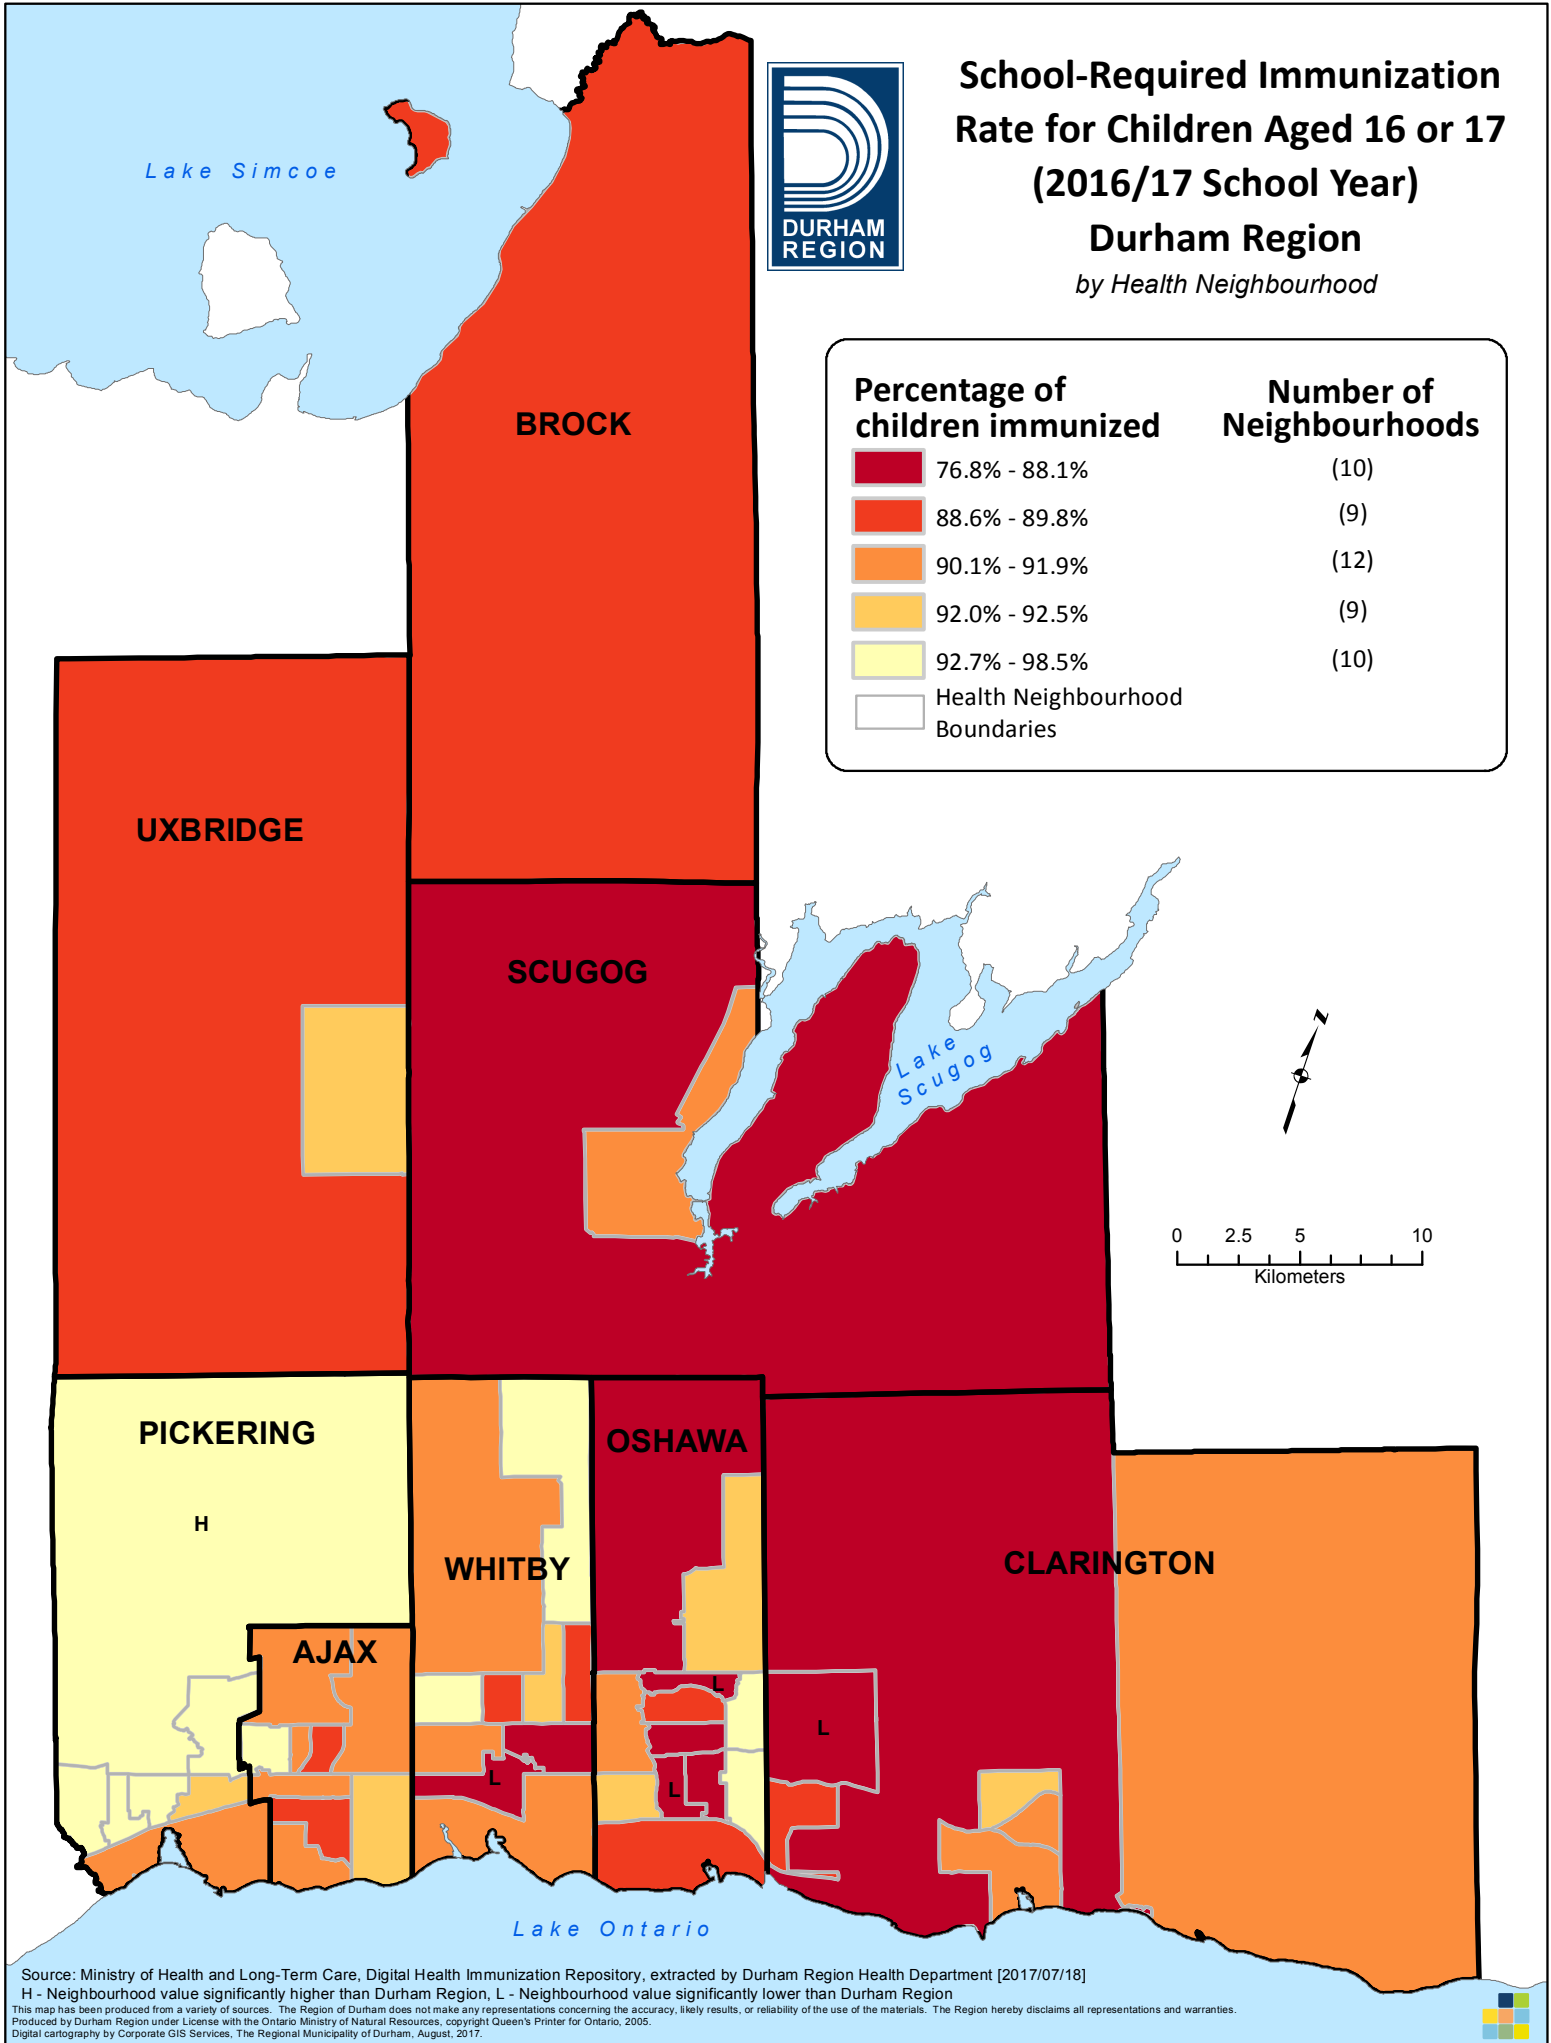 School-Required Immunization
Rate for Children Aged 16 or 17
(2016/17 School Year)
Durham Region
by Health Neighbourhood
DURHAM
REGION
Lake Simcoe
Percentage of
children immunized
Number of
Neighbourhoods
76.8% - 88.1% (10)
88.6% - 89.8% (9)
90.1% - 91.9% (12)
92.0% - 92.5% (9)
92.7% - 98.5% (10)
Health Neighbourhood
Boundaries
BROCK
UXBRIDGE
SCUGOG
Lake
Scugog
N
0 2.5 5 10
Kilometers
PICKERING
OSHAWA
H
WHITBY
CLARINGTON
AJAX
L
L
L
L
Lake Ontario
Source: Ministry of Health and Long-Term Care, Digital Health Immunization Repository, extracted by Durham Region Health Department [2017/07/18]
H - Neighbourhood value significantly higher than Durham Region, L - Neighbourhood value significantly lower than Durham Region
This map has been produced from a variety of sources. The Region of Durham does not make any representations concerning the accuracy, likely results, or reliability of the use of the materials. The Region hereby disclaims all representations and warranties.
Produced by Durham Region under License with the Ontario Ministry of Natural Resources, copyright Queen's Printer for Ontario, 2005.
Digital cartography by Corporate GIS Services, The Regional Municipality of Durham, August, 2017.